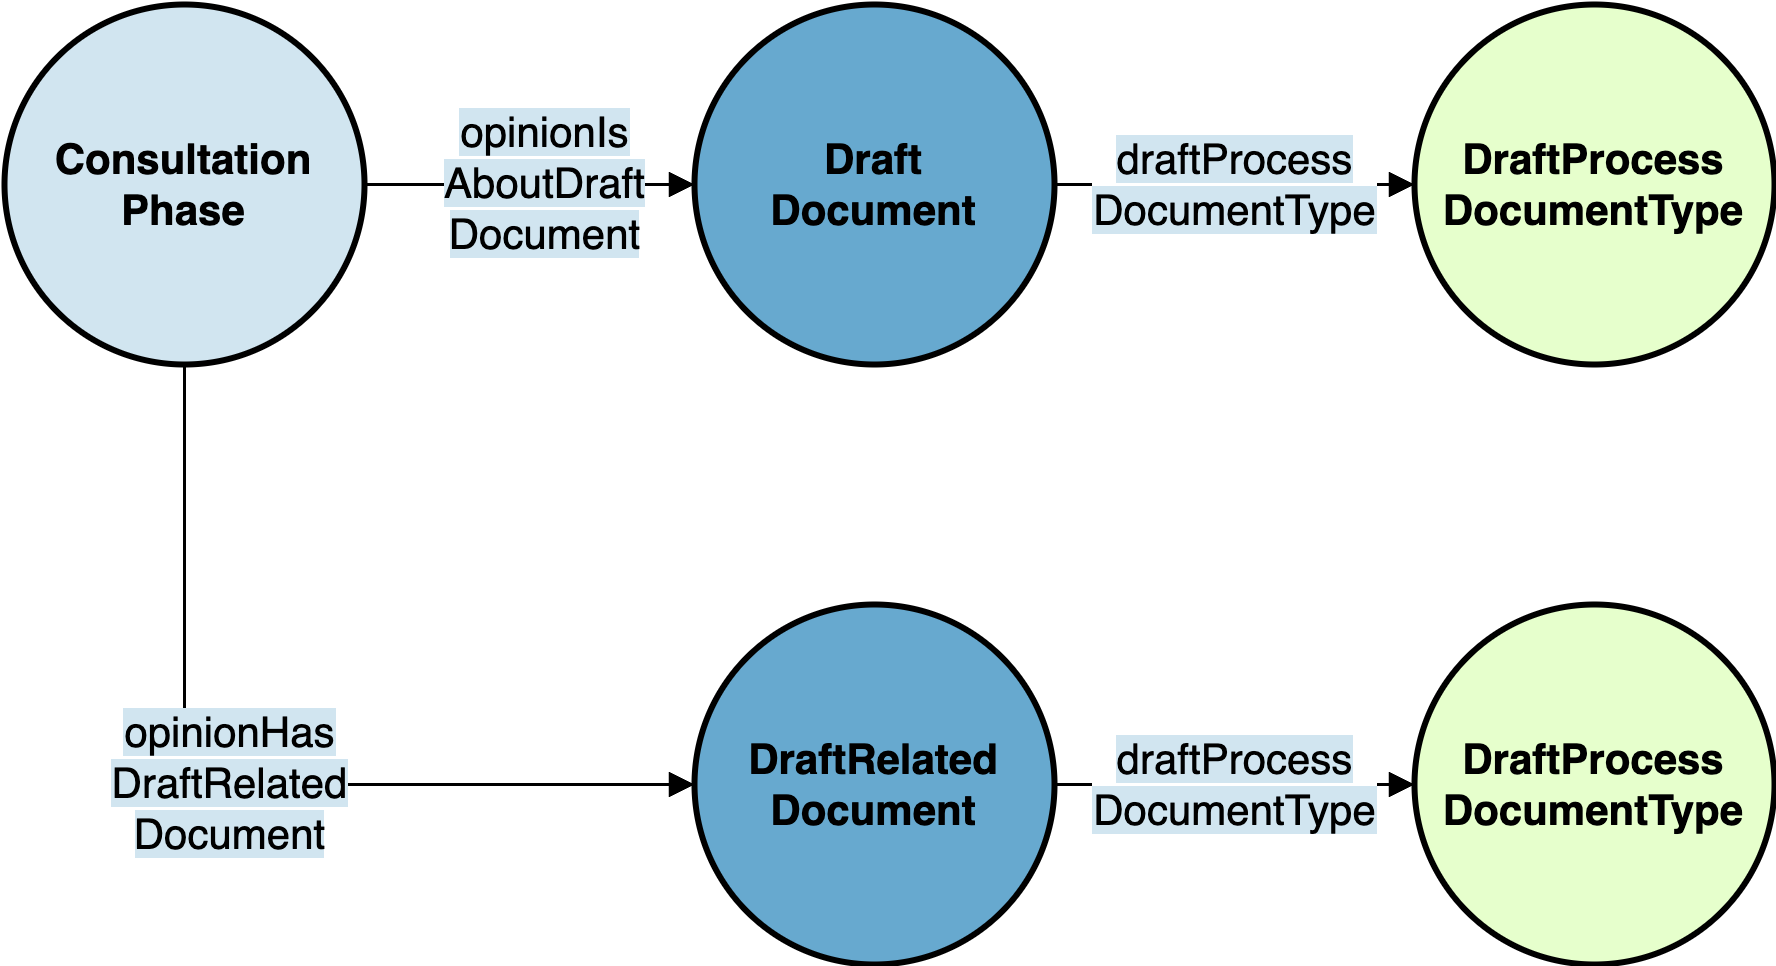 Consultation
Phase
opinionIs
AboutDraft
Document
Draft
Document
draftProcess
DocumentType
DraftProcess
DocumentType
opinionHas
DraftRelated
Document
DraftRelated
Document
draftProcess
DocumentType
DraftProcess
DocumentType